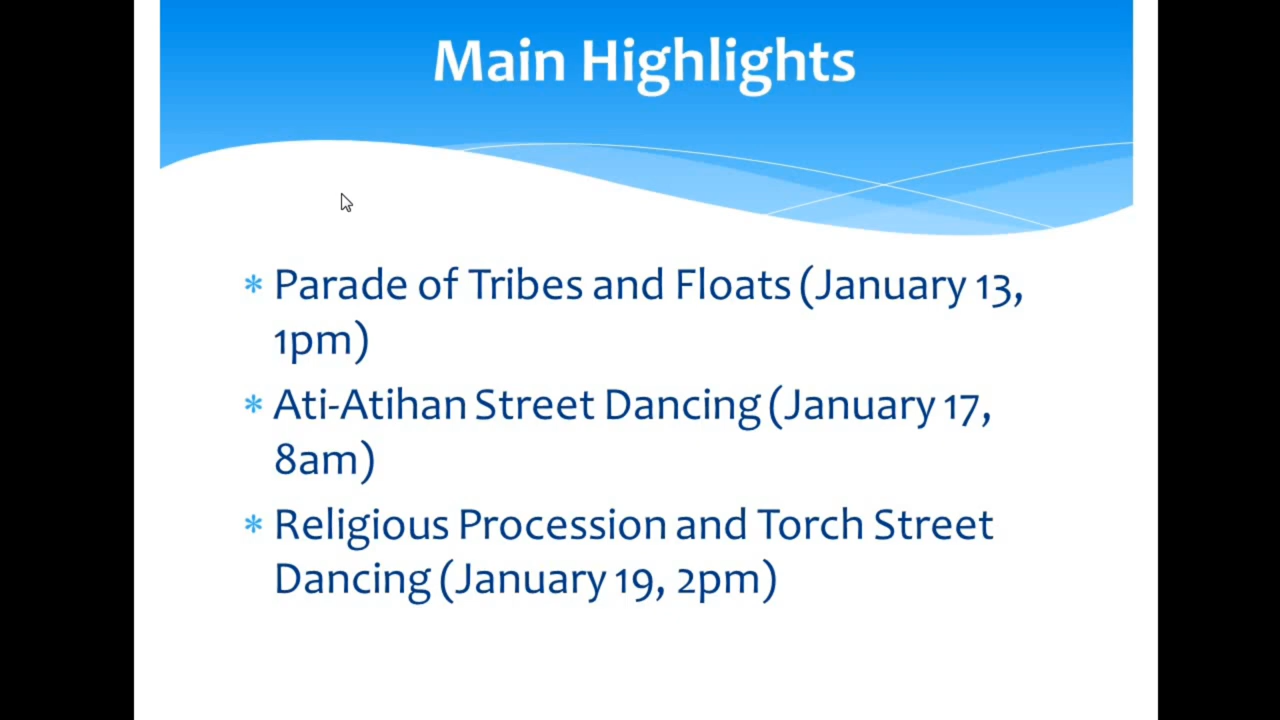 Main Highlights
* Parade of Tribes and Floats (January 13,
1pm)
* Ati-Atihan Street Dancing (January 17,
8am)
* Religious Procession and Torch Street
Dancing (January 19, 2pm)